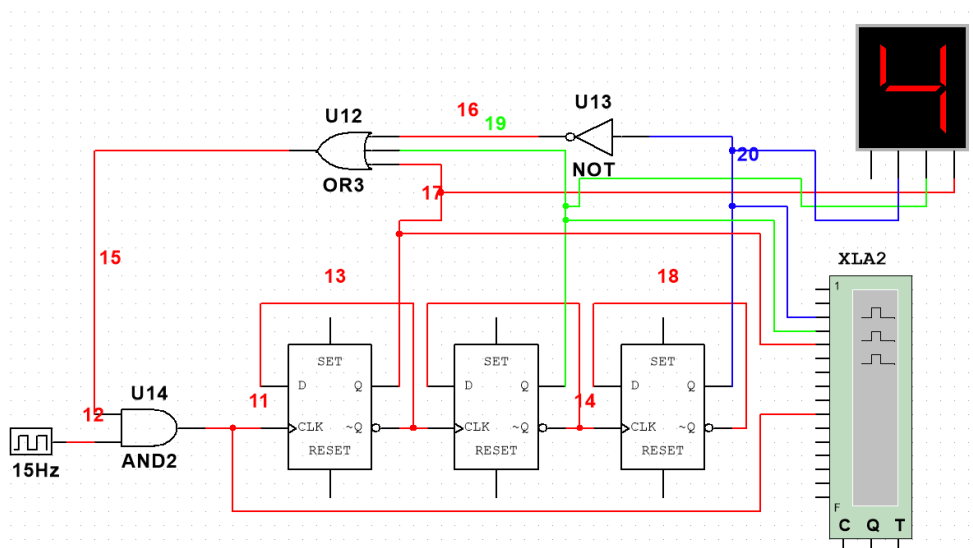 4
U13
16
19
U12
20
NOT
OR3
17
15
XLA2
13
18
1
SET
SET
SET
D Q
D Q
D Q
U14
11
14
12
CLK ~Q
CLK ~Q
CLK ~Q
RESET
RESET
RESET
AND2
15Hz
F
C Q T